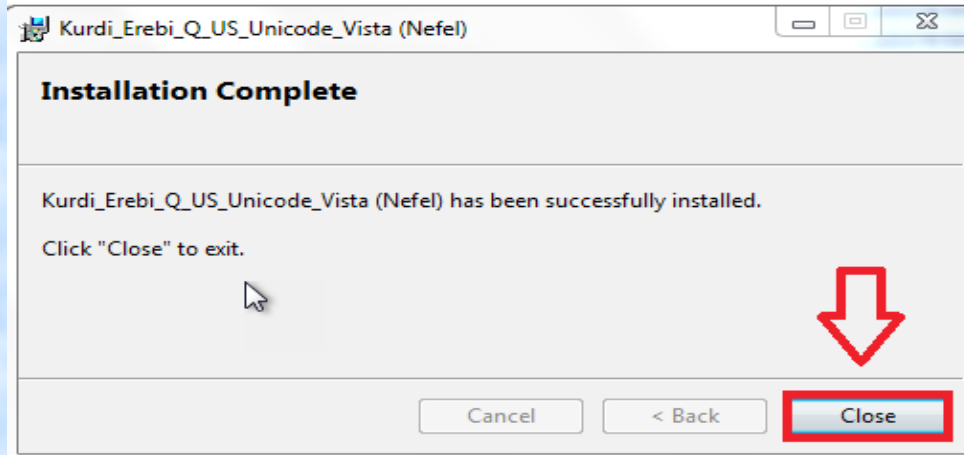 Kurdi_Erebi_Q_US_Unicode_Vista (Nefel)
Installation Complete
Kurdi_Erebi_Q_US_Unicode_Vista (Nefel) has been successfully installed.
Click "Close" to exit.
Cancel
< Back
Close